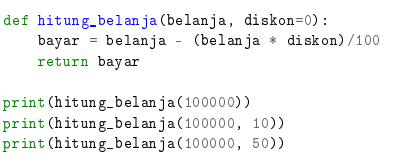 def hitung_belanja(belanja, diskon=0):
    bayar = belanja - (belanja * diskon)/100
    return bayar

print(hitung_belanja(100000))
print(hitung_belanja(100000, 10))
print(hitung_belanja(100000, 50))